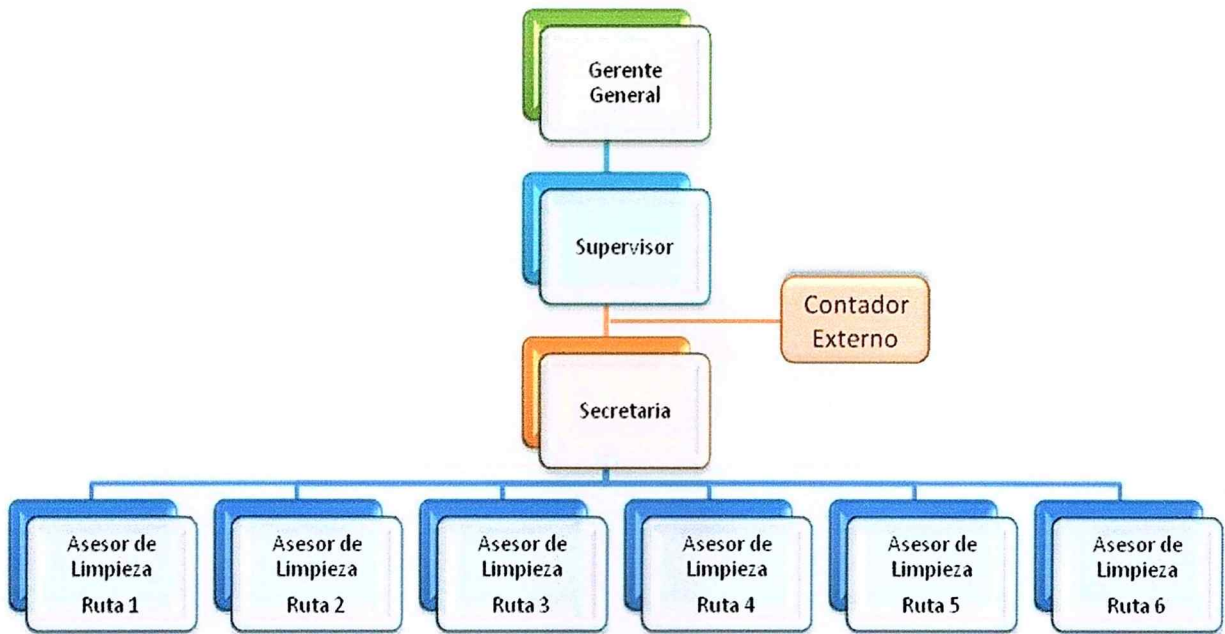 Gerente
General
Supervisor
Contador
Externo
Secretaria
Asesor de
Limpieza
Ruta 1
Asesor de
Limpieza
Ruta 2
Asesor de
Limpieza
Ruta 3
Asesor de
Limpieza
Ruta 4
Asesor de
Limpieza
Ruta 5
Asesor de
Limpieza
Ruta 6